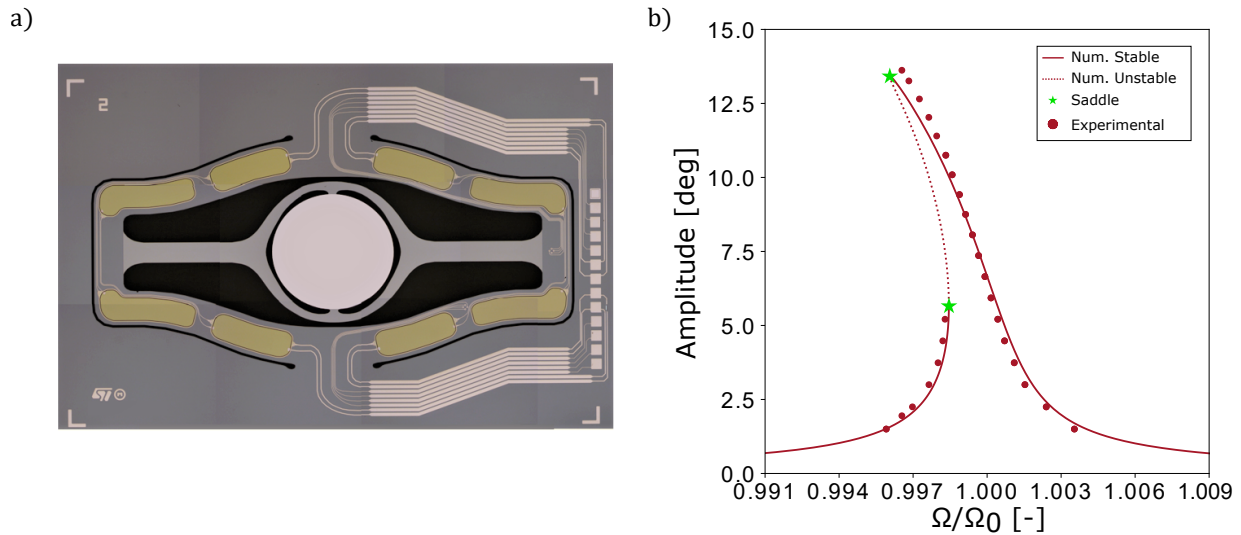 a)
2
ST
b)
Amplitude [deg]
15.0
12.5
10.0
7.5
5.0
2.5
0.0
0.991 0.994 0.997 1.000 1.003 1.006 1.009
Ω/Ω0 [-]
Num. Stable
Num. Unstable
Saddle
Experimental